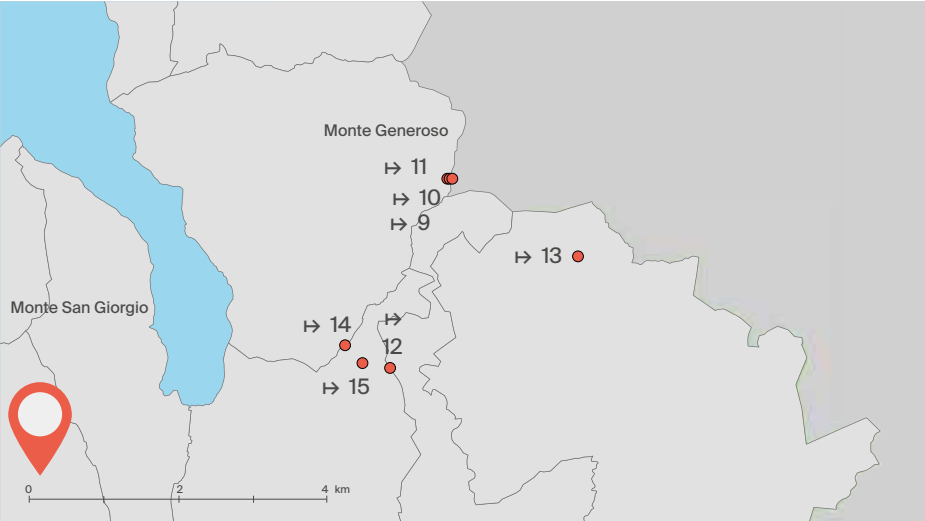 Monte Generoso
↦ 11
↦ 10
↦ 9
↦ 13
Monte San Giorgio
↦ 14
↦
12
↦ 15
0 2 4 km